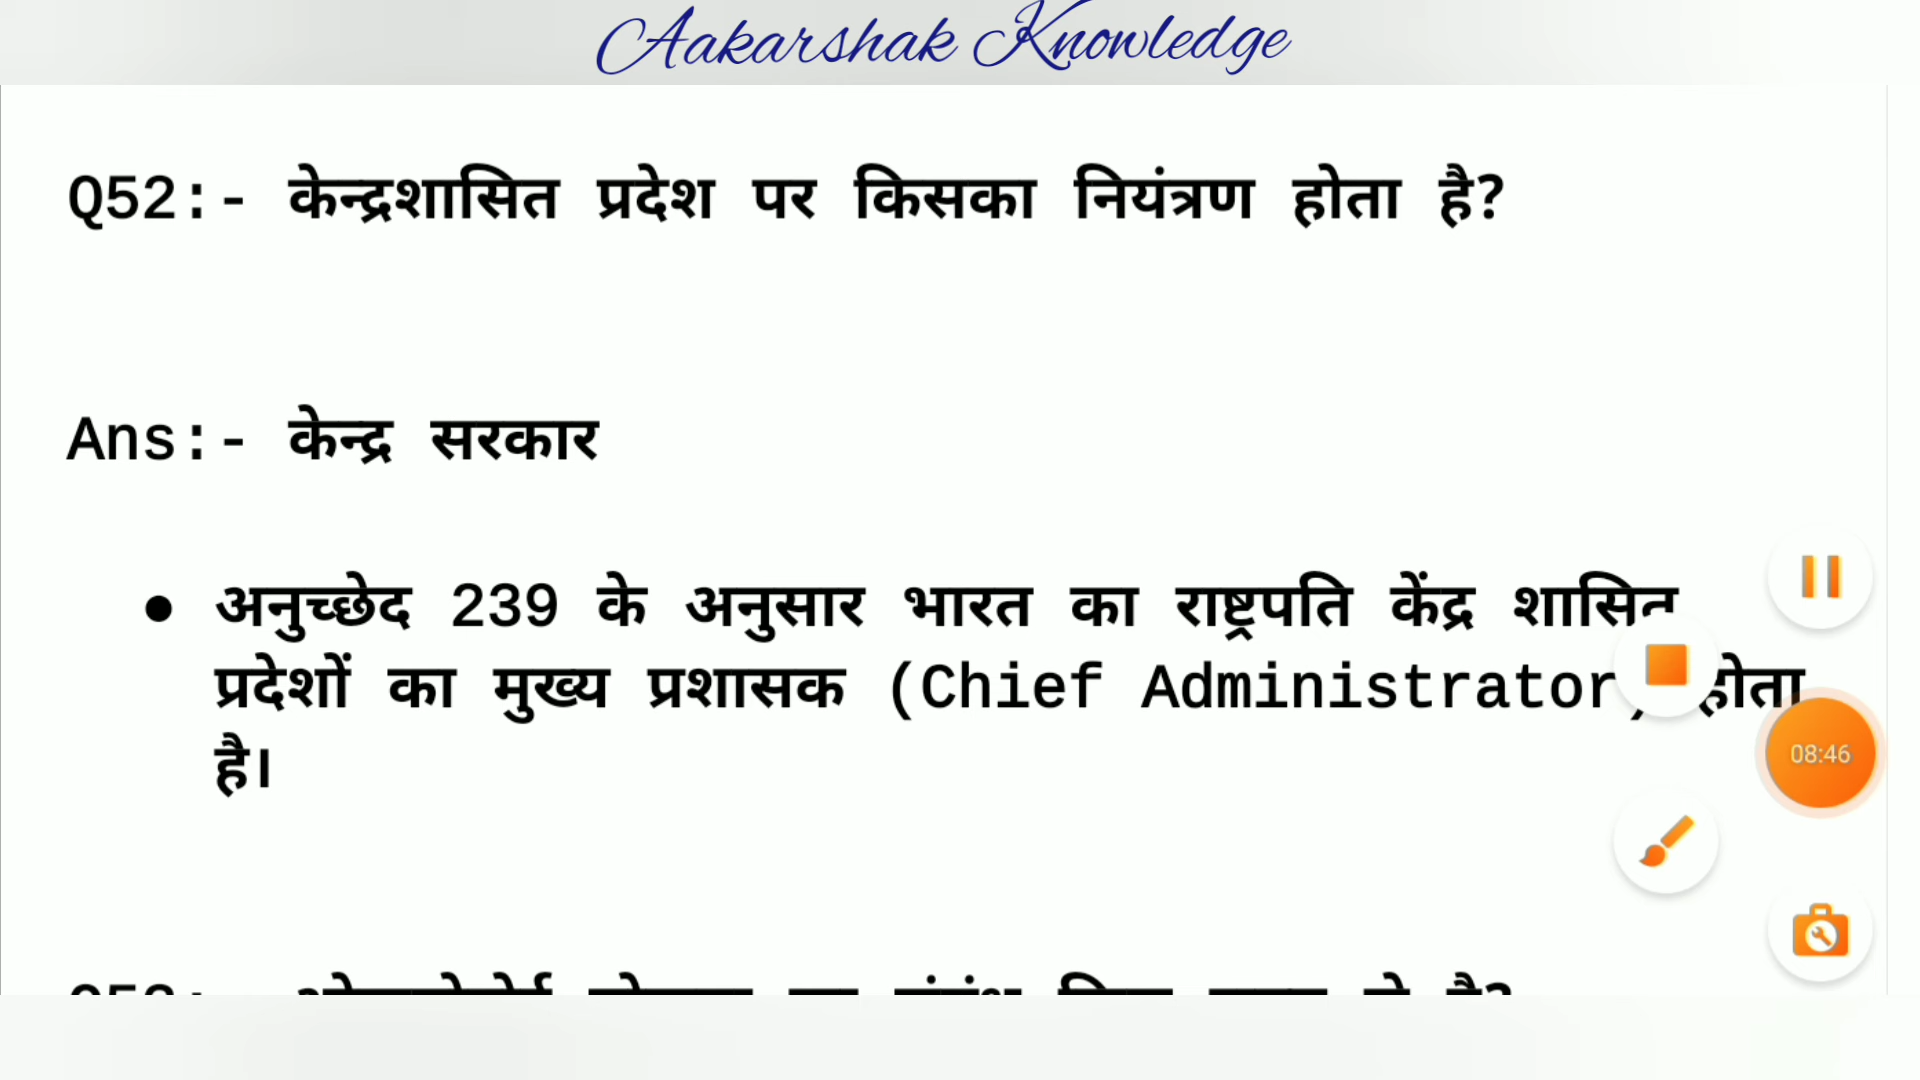 Aakarshak Knowledge
Q52:- केन्द्रशासित प्रदेश पर किसका नियंत्रण होता है?
Ans:- केन्द्र सरकार
● अनुच्छेद 239 के अनुसार भारत का राष्ट्रपति केंद्र शासित
प्रदेशों का मुख्य प्रशासक (Chief Administrator) होता
है।
08:46